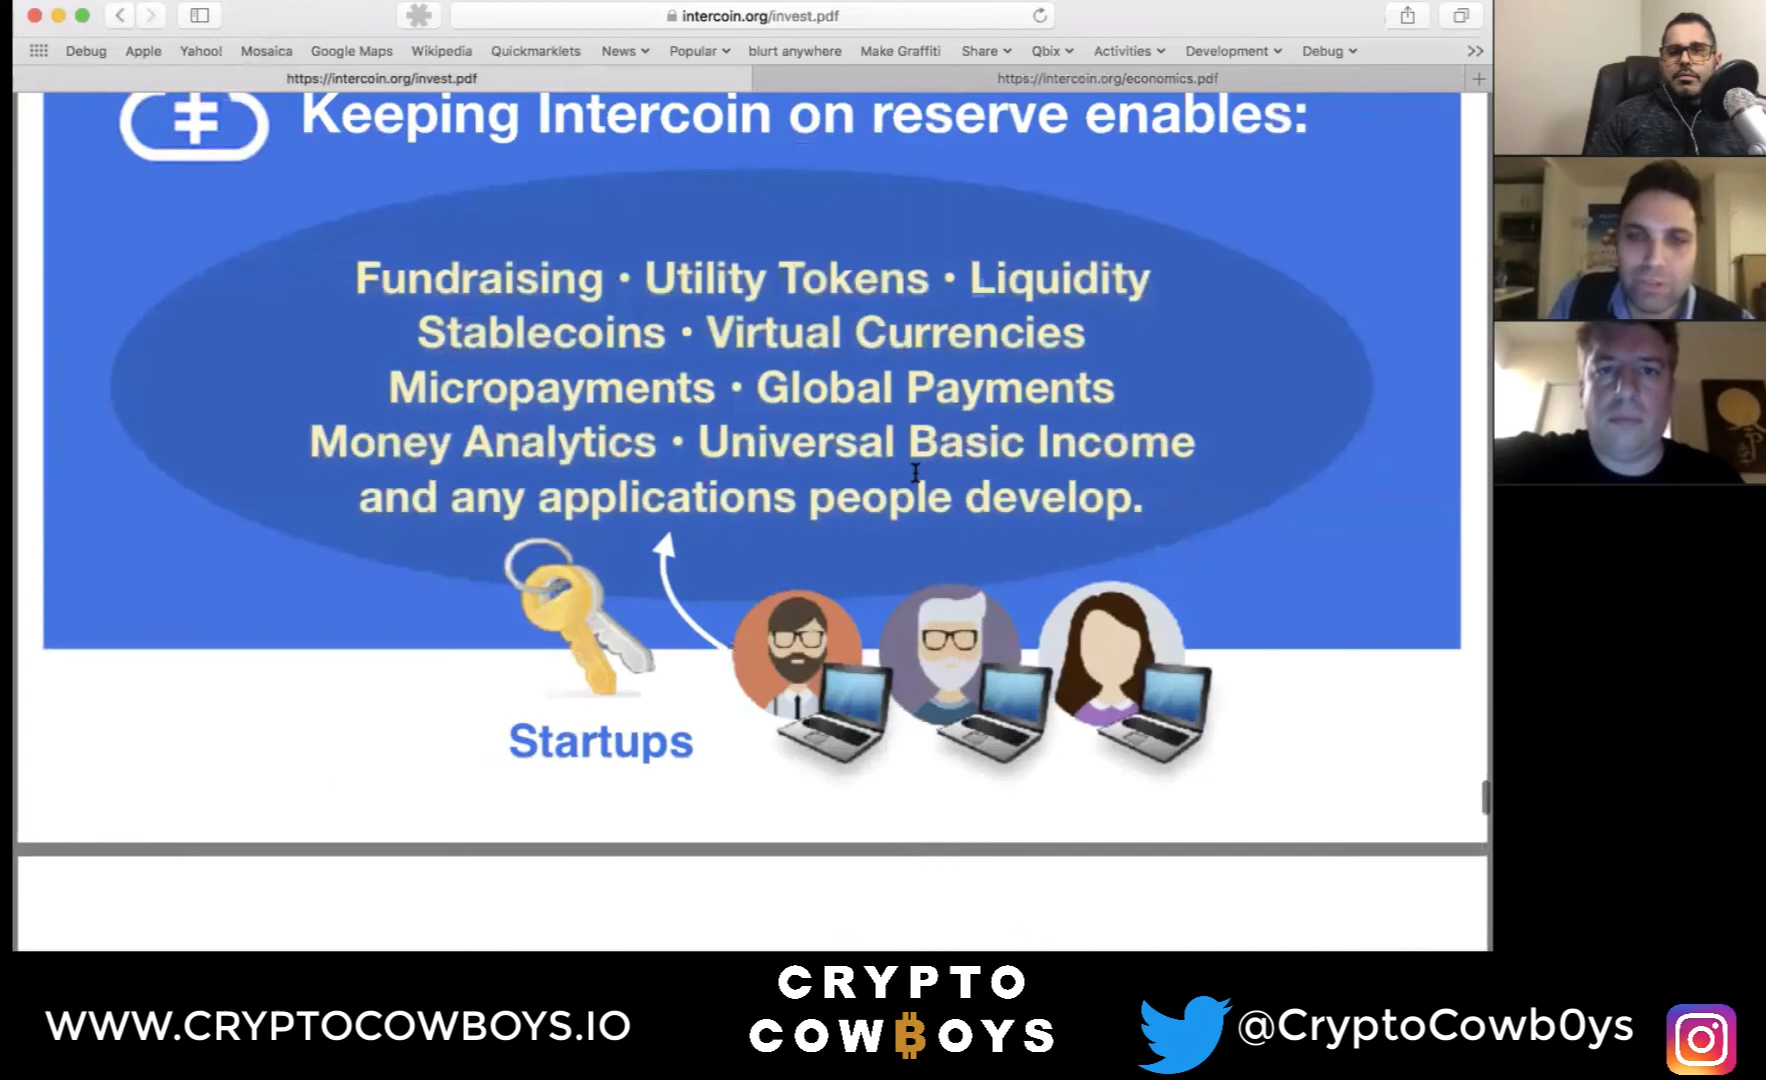 intercoin.org/invest.pdf
Debug Apple Yahoo! Mosaica Google Maps Wikipedia Quickmarklets News Popular blurt anywhere Make Graffiti Share Qbix Activities Development Debug
https://intercoin.org/invest.pdf https://intercoin.org/economics.pdf
Keeping Intercoin on reserve enables:
Fundraising • Utility Tokens • Liquidity
Stablecoins • Virtual Currencies
Micropayments • Global Payments
Money Analytics • Universal Basic Income
and any applications people develop.
Startups
WWW.CRYPTOCOWBOYS.IO
CRYPTO
COWBOYS
@CryptoCowb0ys